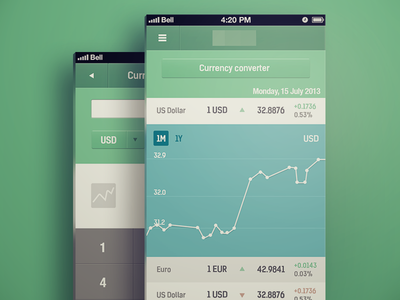 Bell
Curr
USD
1
4
Bell 4:20 PM
Currency converter
Monday, 15 July 2013
US Dollar 1 USD 32.8876 +0.1736
0.53%
1M 1Y USD
32.9
32.0
31.2
Euro 1 EUR 42.9841 +0.0143
0.03%
US Dollar 1 USD 32.8876 +0.1736
0.53%